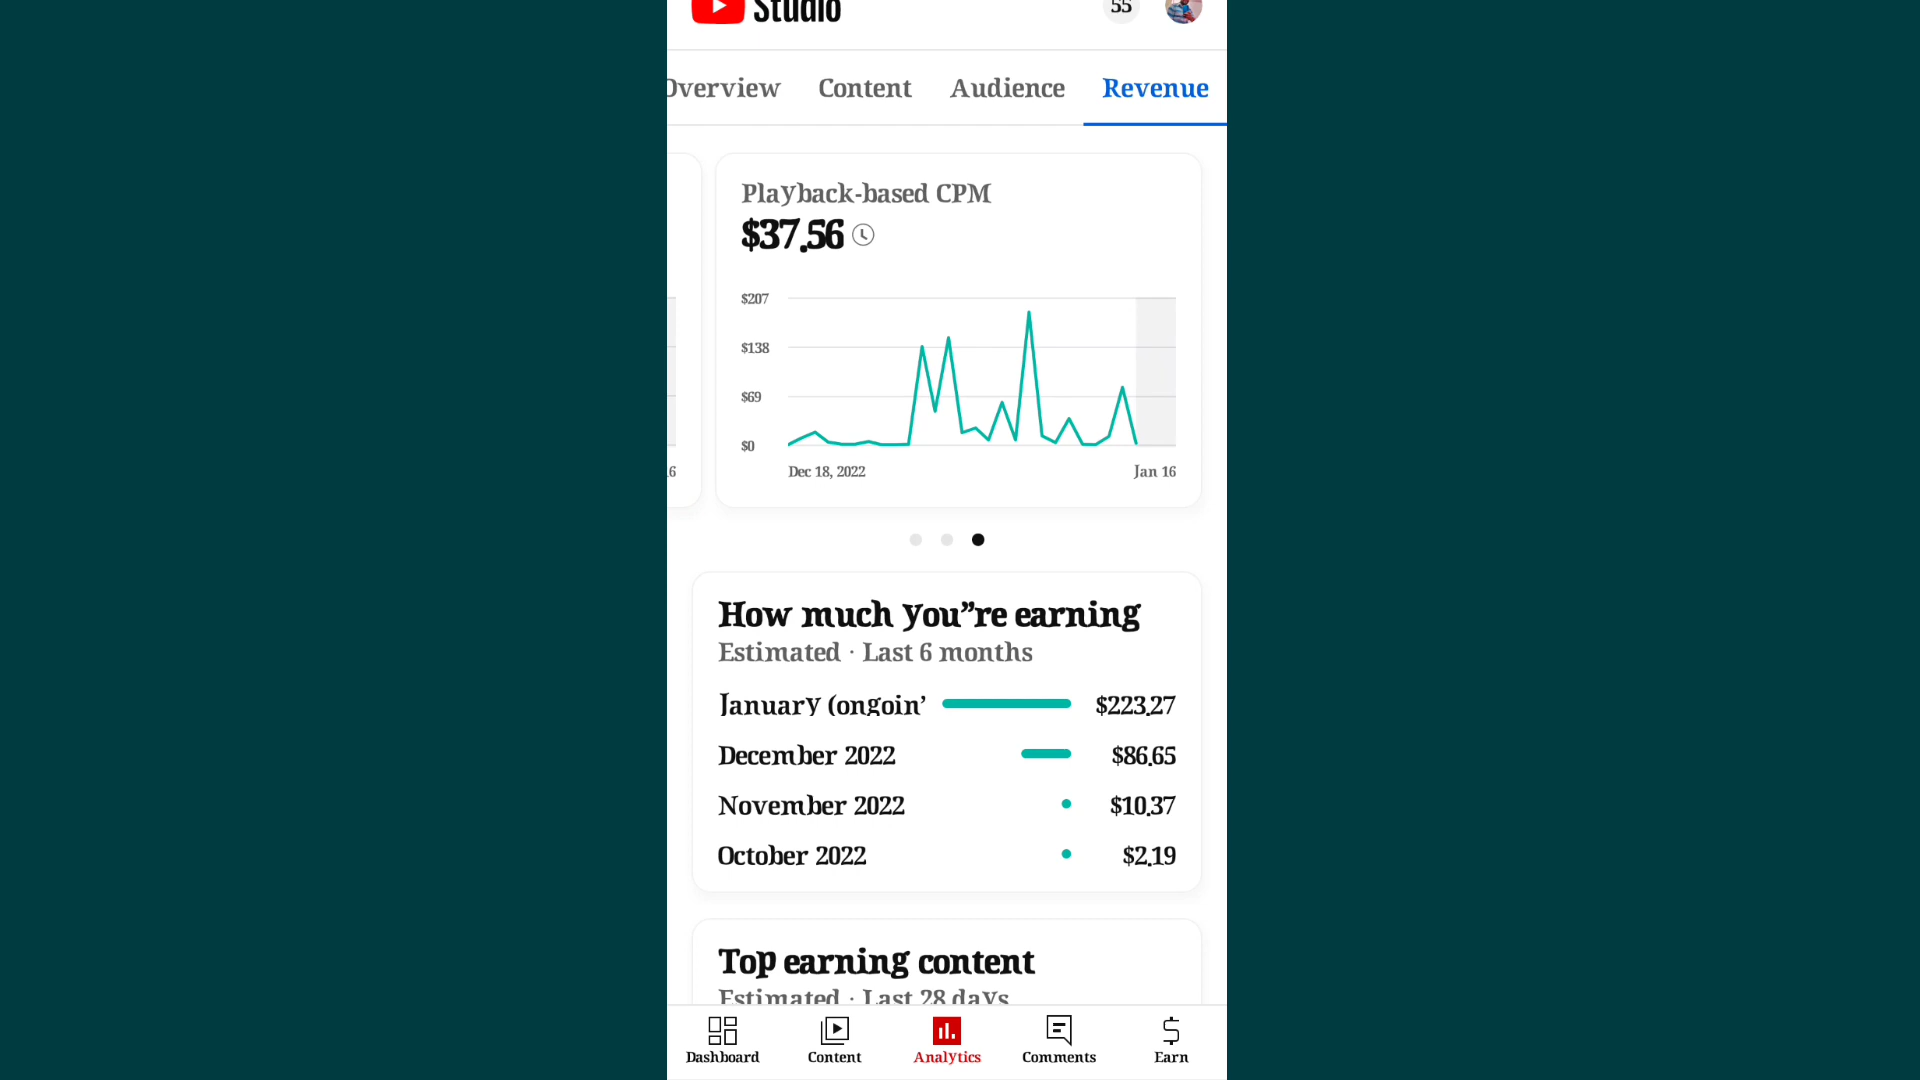 Studio
55
Overview Content Audience Revenue
Playback-based CPM
$37.56
$207
$138
$69
$0
Dec 18, 2022 Jan 16
6
How much you”re earning
Estimated · Last 6 months
January (ongoin’ $223.27
December 2022 $86.65
November 2022 $10.37
October 2022 $2.19
Top earning content
Estimated · Last 28 days
Dashboard Content Analytics Comments Earn